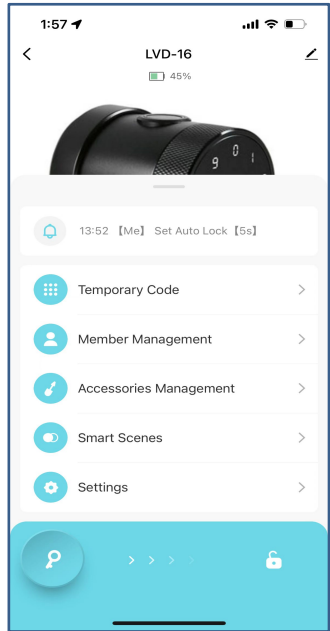 1:57
LVD-16
45%
9 0 1
13:52 【Me】 Set Auto Lock【5s】
Temporary Code
Member Management
Accessories Management
Smart Scenes
Settings